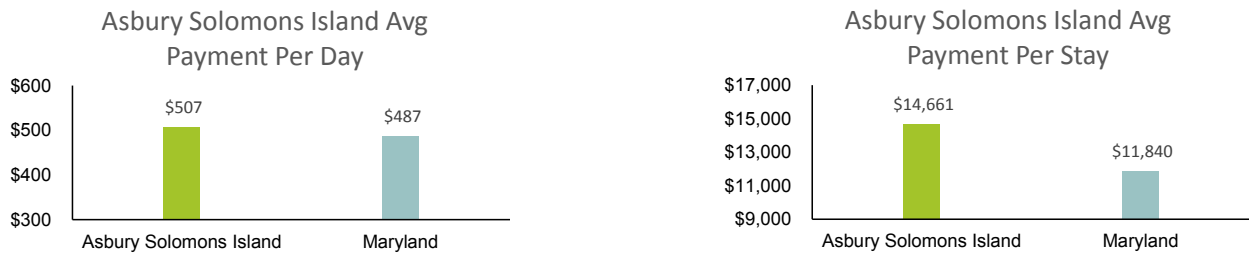 Asbury Solomons Island Avg
Payment Per Day
$600
$507
$500
$487
$400
$300
Asbury Solomons Island
Maryland
Asbury Solomons Island Avg
Payment Per Stay
$17,000
$14,661
$15,000
$13,000
$11,840
$11,000
$9,000
Asbury Solomons Island
Maryland